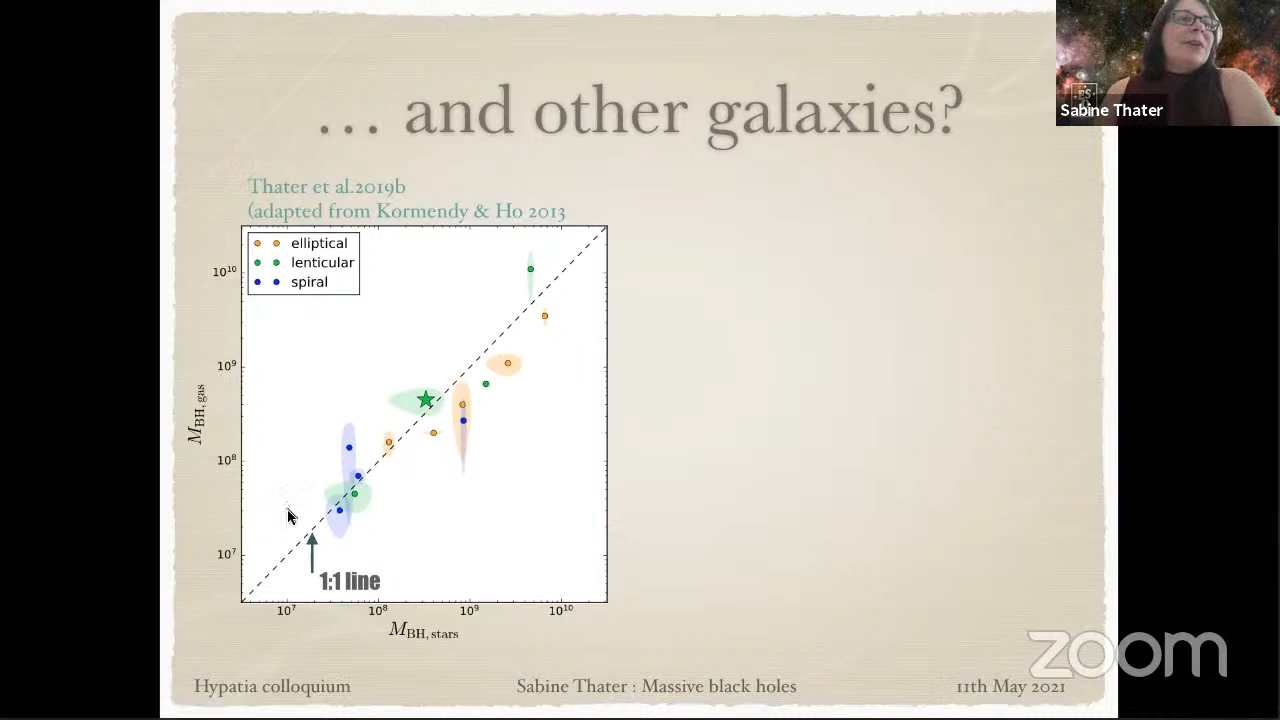 … and other galaxies?
Sabine Thater
Thater et al.2019b
(adapted from Kormendy & Ho 2013
elliptical
lenticular
spiral
10¹⁰
10⁹
10⁸
10⁷
M_BH, gas
1:1 line
10⁷ 10⁸ 10⁹ 10¹⁰
M_BH, stars
zoom
Hypatia colloquium Sabine Thater : Massive black holes 11th May 2021